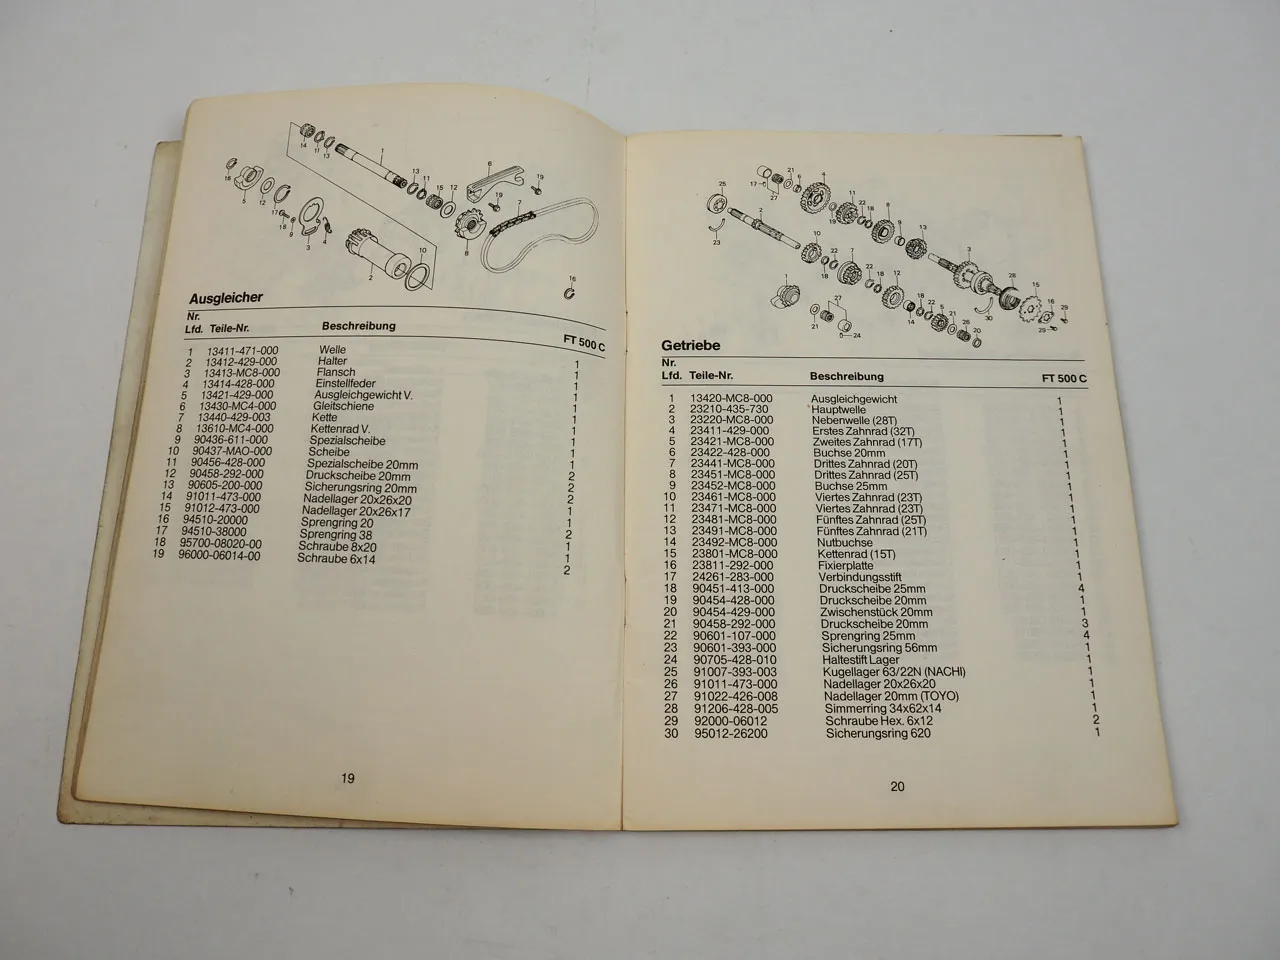 Ausgleicher
Nr.
Lfd. Teile-Nr. Beschreibung FT 500 C
1 13411-471-000 Welle 1
2 13412-429-000 Halter 1
3 13413-MC8-000 Flansch 1
4 13414-428-000 Einstellfeder 1
5 13421-429-000 Ausgleichgewicht V. 1
6 13430-MC4-000 Gleitschiene 1
7 13440-429-003 Kette 1
8 13610-MC4-000 Kettenrad V. 1
9 90436-611-000 Spezialscheibe 1
10 90437-MAO-000 Scheibe 1
11 90456-428-000 Spezialscheibe 20mm 2
12 90458-292-000 Druckscheibe 20mm 2
13 90605-200-000 Sicherungsring 20mm 2
14 91011-473-000 Nadellager 20x26x20 1
15 91012-473-000 Nadellager 20x26x17 1
16 94510-20000 Sprengring 20 2
17 94510-38000 Sprengring 38 1
18 95700-08020-00 Schraube 8x20 1
19 96000-06014-00 Schraube 6x14 2
19
Getriebe
Nr.
Lfd. Teile-Nr. Beschreibung FT 500 C
1 13420-MC8-000 Ausgleichgewicht 1
2 23210-435-730 Hauptwelle 1
3 23220-MC8-000 Nebenwelle (28T) 1
4 23411-429-000 Erstes Zahnrad (32T) 1
5 23421-MC8-000 Zweites Zahnrad (17T) 1
6 23422-428-000 Buchse 20mm 1
7 23441-MC8-000 Drittes Zahnrad (20T) 1
8 23451-MC8-000 Drittes Zahnrad (25T) 1
9 23452-MC8-000 Buchse 25mm 1
10 23461-MC8-000 Viertes Zahnrad (23T) 1
11 23471-MC8-000 Viertes Zahnrad (23T) 1
12 23481-MC8-000 Fünftes Zahnrad (25T) 1
13 23491-MC8-000 Fünftes Zahnrad (21T) 1
14 23492-MC8-000 Nutbuchse 1
15 23801-MC8-000 Kettenrad (15T) 1
16 23811-292-000 Fixierplatte 1
17 24261-283-000 Verbindungsstift 1
18 90451-413-000 Druckscheibe 25mm 4
19 90454-428-000 Druckscheibe 20mm 1
20 90454-429-000 Zwischenstück 20mm 1
21 90458-292-000 Druckscheibe 20mm 3
22 90601-107-000 Sprengring 25mm 4
23 90601-393-000 Sicherungsring 56mm 1
24 90705-428-010 Haltestift Lager 1
25 91007-393-003 Kugellager 63/22N (NACHI) 1
26 91011-473-000 Nadellager 20x26x20 1
27 91022-426-008 Nadellager 20mm (TOYO) 1
28 91206-428-005 Simmerring 34x62x14 1
29 92000-06012 Schraube Hex. 6x12 2
30 95012-26200 Sicherungsring 620 1
20